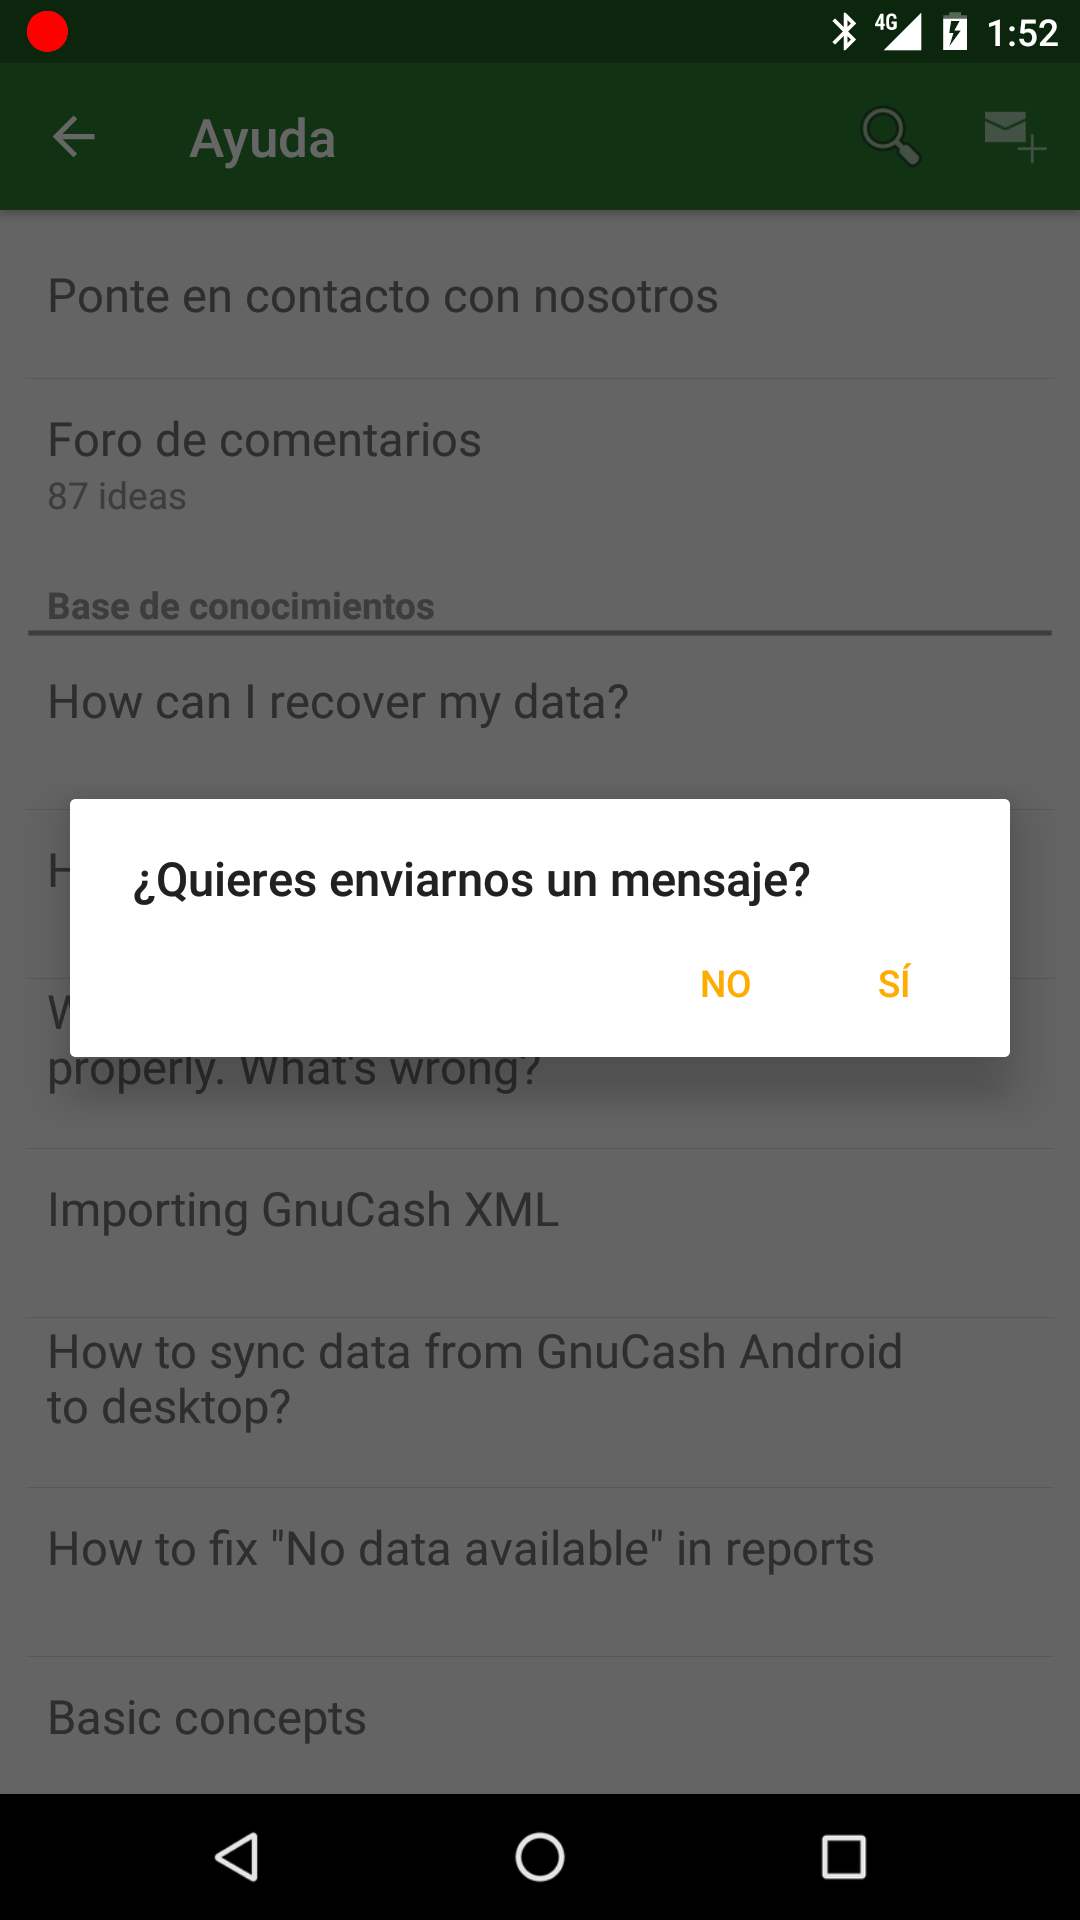 4G 1:52
Ayuda
Ponte en contacto con nosotros
Foro de comentarios
87 ideas
Base de conocimientos
How can I recover my data?
¿Quieres enviarnos un mensaje?
NO SÍ
properly. What's wrong?
Importing GnuCash XML
How to sync data from GnuCash Android
to desktop?
How to fix "No data available" in reports
Basic concepts